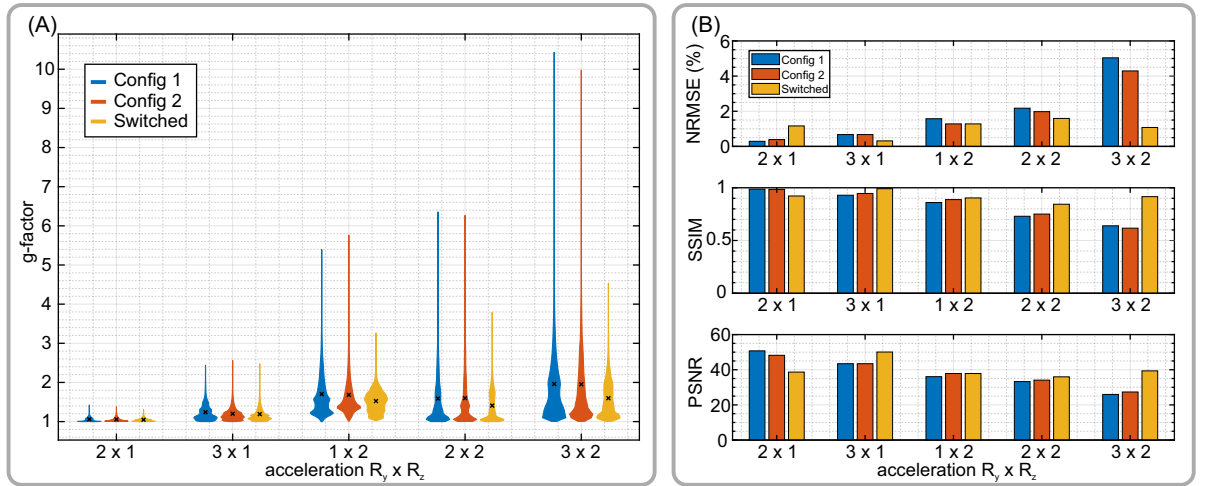 (A)
10
9
8
7
6
5
4
3
2
1
g-factor
Config 1
Config 2
Switched
2 x 1
3 x 1
1 x 2
2 x 2
3 x 2
acceleration Ry x Rz
(B)
NRMSE (%)
6
4
2
0
Config 1
Config 2
Switched
2 x 1
3 x 1
1 x 2
2 x 2
3 x 2
SSIM
1
0.5
0
2 x 1
3 x 1
1 x 2
2 x 2
3 x 2
PSNR
60
40
20
0
2 x 1
3 x 1
1 x 2
2 x 2
3 x 2
acceleration Ry x Rz